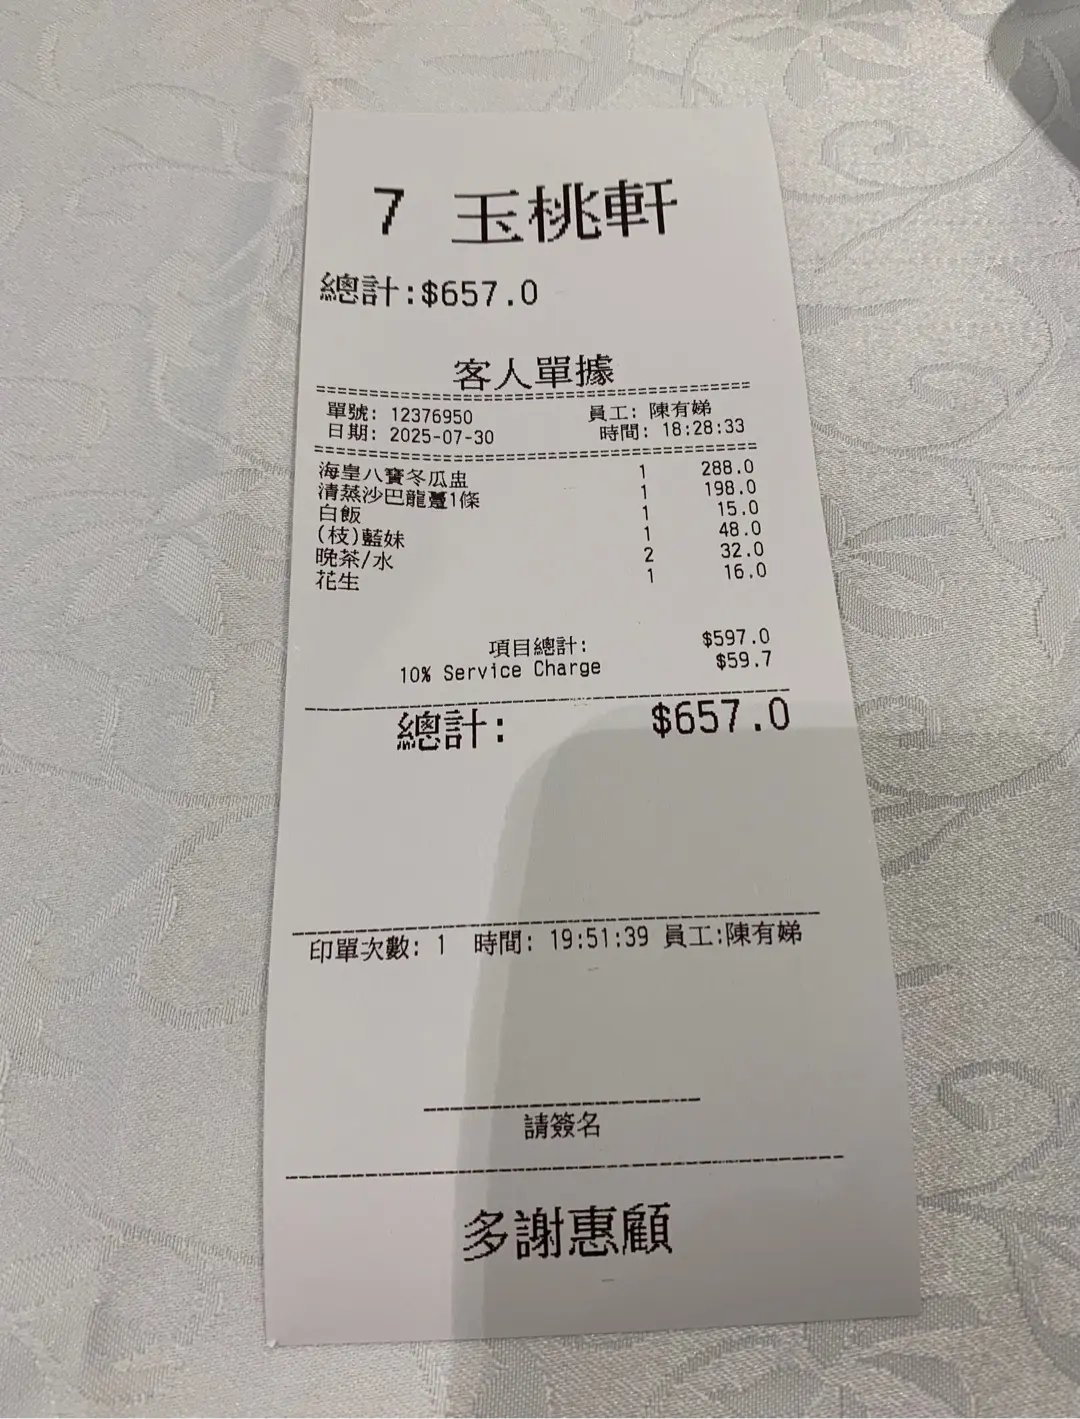 7 玉桃軒
總計:$657.0
客人單據
單號: 12376950 員工: 陳有娣
日期: 2025-07-30 時間: 18:28:33
海皇八寶冬瓜盅 1 288.0
清蒸沙巴龍躉1條 1 198.0
白飯 1 15.0
(枝)藍妹 1 48.0
晚茶/水 2 32.0
花生 1 16.0
項目總計: $597.0
10% Service Charge $59.7
總計: $657.0
印單次數: 1 時間: 19:51:39 員工:陳有娣
請簽名
多謝惠顧